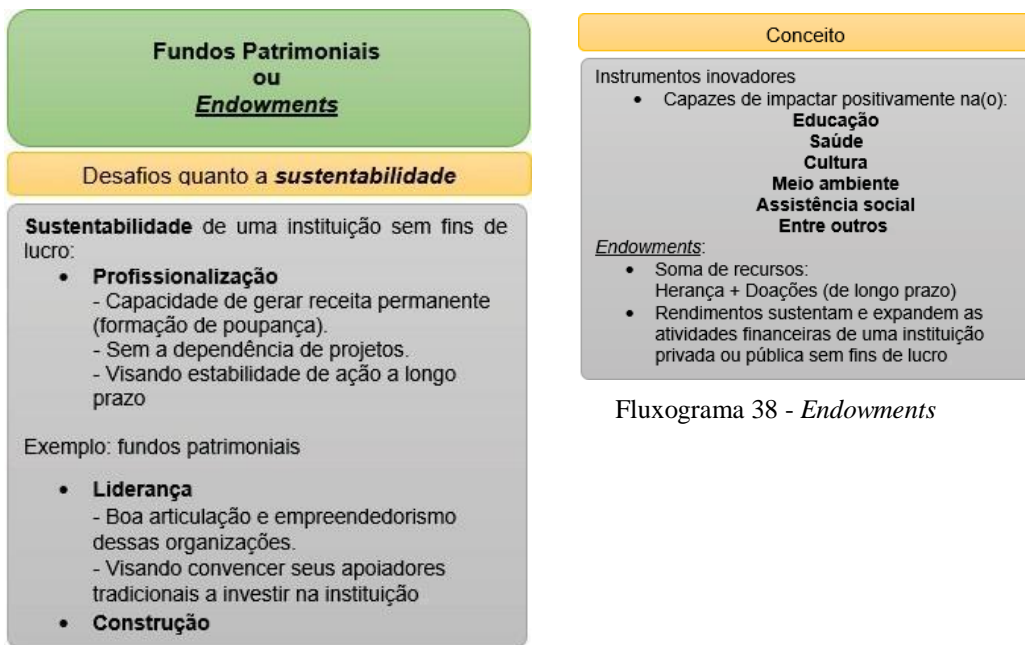 Fundos Patrimoniais
ou
Endowments
Desafios quanto a sustentabilidade
Sustentabilidade de uma instituição sem fins de
lucro:
• Profissionalização
- Capacidade de gerar receita permanente
(formação de poupança).
- Sem a dependência de projetos.
- Visando estabilidade de ação a longo
prazo
Exemplo: fundos patrimoniais
• Liderança
- Boa articulação e empreendedorismo
dessas organizações.
- Visando convencer seus apoiadores
tradicionais a investir na instituição
• Construção
Conceito
Instrumentos inovadores
• Capazes de impactar positivamente na(o):
Educação
Saúde
Cultura
Meio ambiente
Assistência social
Entre outros
Endowments:
• Soma de recursos:
Herança + Doações (de longo prazo)
• Rendimentos sustentam e expandem as
atividades financeiras de uma instituição
privada ou pública sem fins de lucro
Fluxograma 38 - Endowments